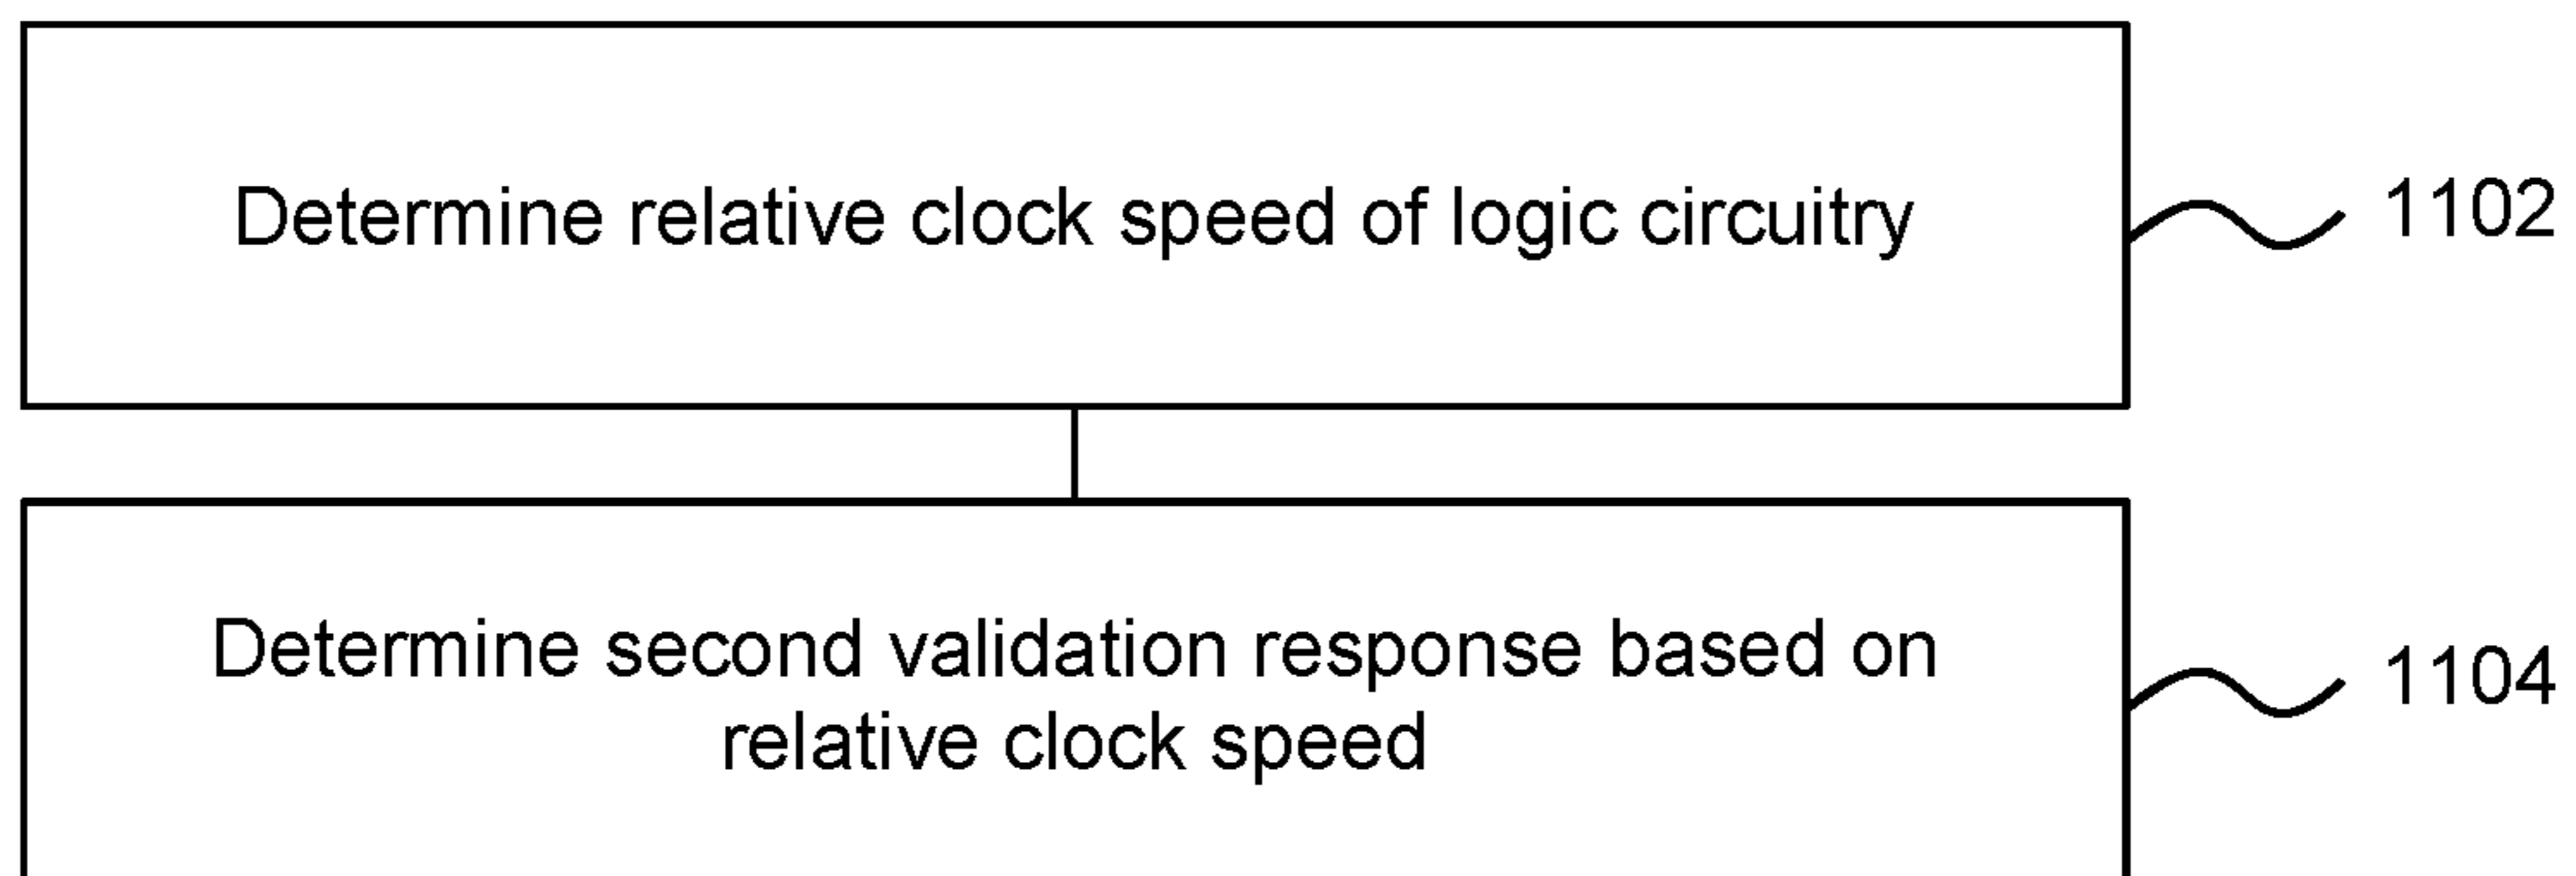 Determine relative clock speed of logic circuitry
1102
Determine second validation response based on
relative clock speed
1104